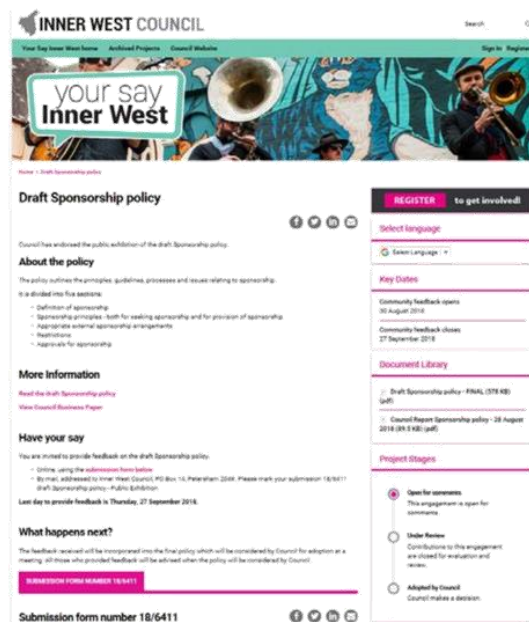 INNER WEST COUNCIL
Search
Your Say Inner West home Archived Projects Council Website
Sign In Register
your say
Inner West
Home > Draft Sponsorship policy
Draft Sponsorship policy
Council has endorsed the public exhibition of the draft Sponsorship policy.
About the policy
The policy outlines the principles, guidelines, processes and issues relating to sponsorship.
It is divided into five sections:
- Definition of sponsorship
- Sponsorship principles - both for seeking sponsorship and for provision of sponsorship
- Appropriate external sponsorship arrangements
- Restrictions
- Approvals for sponsorship
More Information
Read the draft Sponsorship policy
View Council Business Paper
Have your say
You are invited to provide feedback on the draft Sponsorship policy:
- Online, using the submission form below
- By mail, addressed to Inner West Council, PO Box 14, Petersham 2049. Please mark your submission 18/6411
draft Sponsorship policy - Public Exhibition
Last day to provide feedback is Thursday, 27 September 2018.
What happens next?
The feedback received will be incorporated into the final policy which will be considered by Council for adoption at a
meeting. All those who provided feedback will be advised when the policy will be considered by Council.
SUBMISSION FORM NUMBER 18/6411
Submission form number 18/6411
REGISTER to get involved!
Select language
Select Language
Key Dates
Community feedback opens
30 August 2018
Community feedback closes
27 September 2018
Document Library
Draft Sponsorship policy - FINAL (578 KB)
(pdf)
Council Report Sponsorship policy - 28 August
2018 (89.5 KB) (pdf)
Project Stages
Open for comments
This engagement is open for
comments
Under Review
Contributions to this engagement
are closed for evaluation and
review.
Adopted by Council
Council makes a decision.